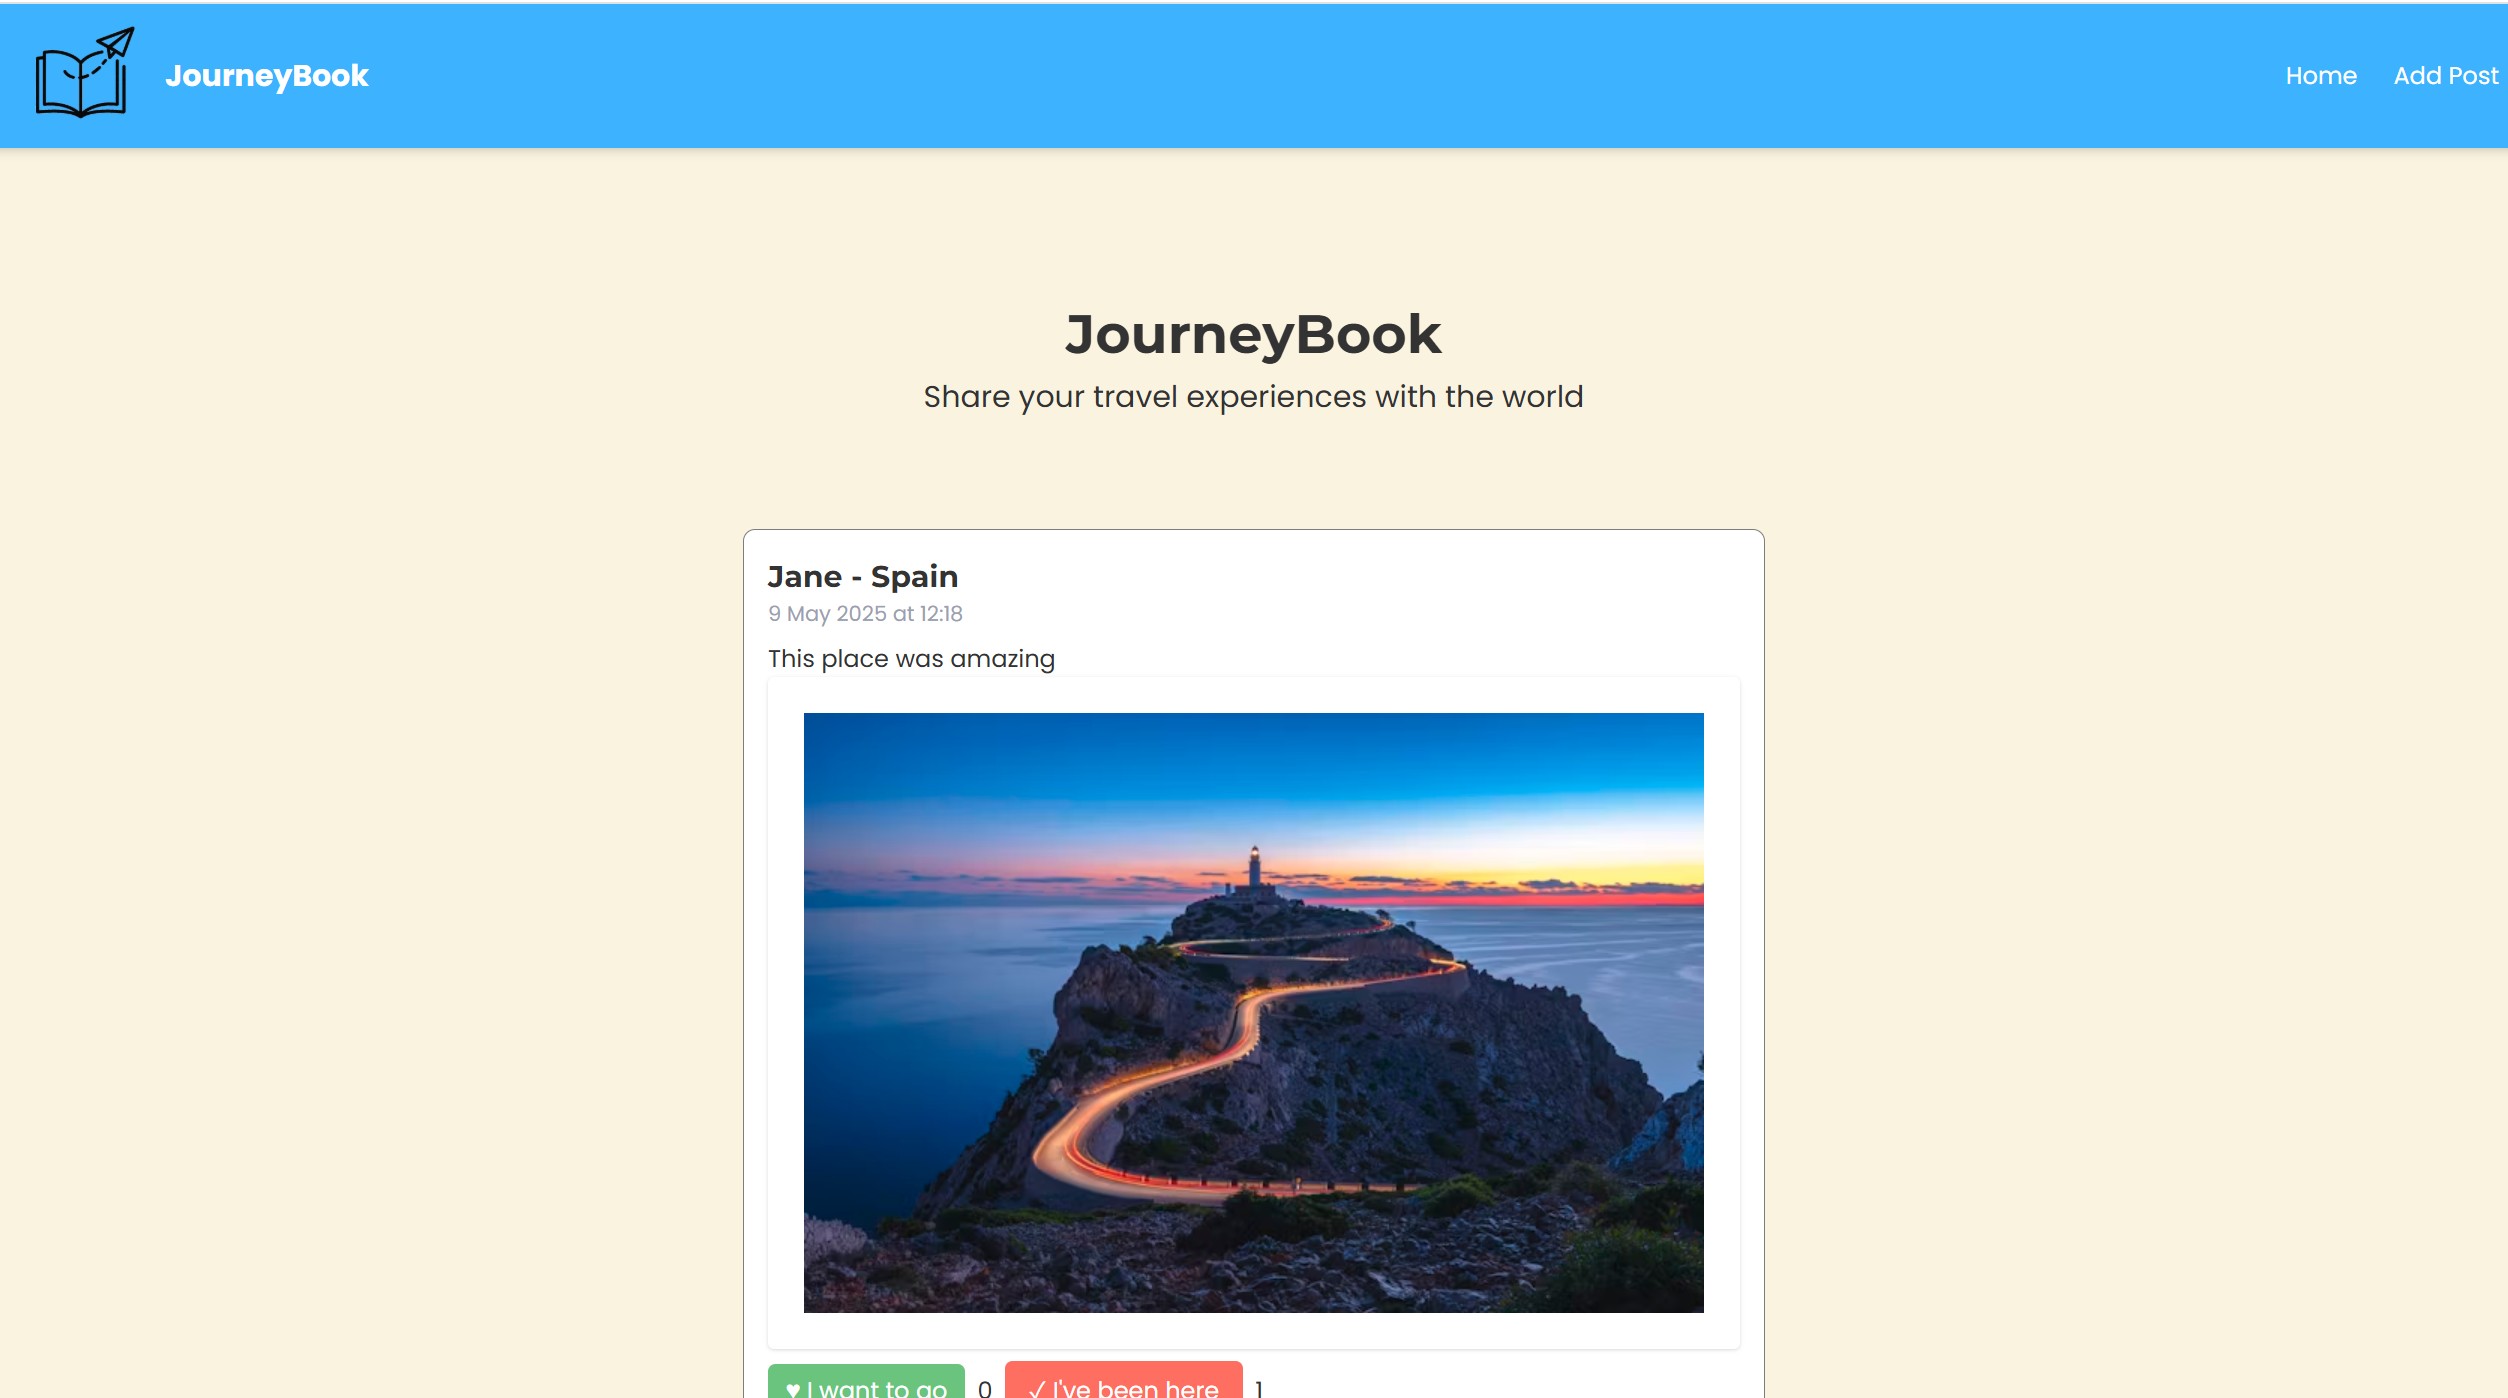 JourneyBook
Home Add Post
JourneyBook
Share your travel experiences with the world
Jane - Spain
9 May 2025 at 12:18
This place was amazing
♥ I want to go 0 ✓ I've been here 1